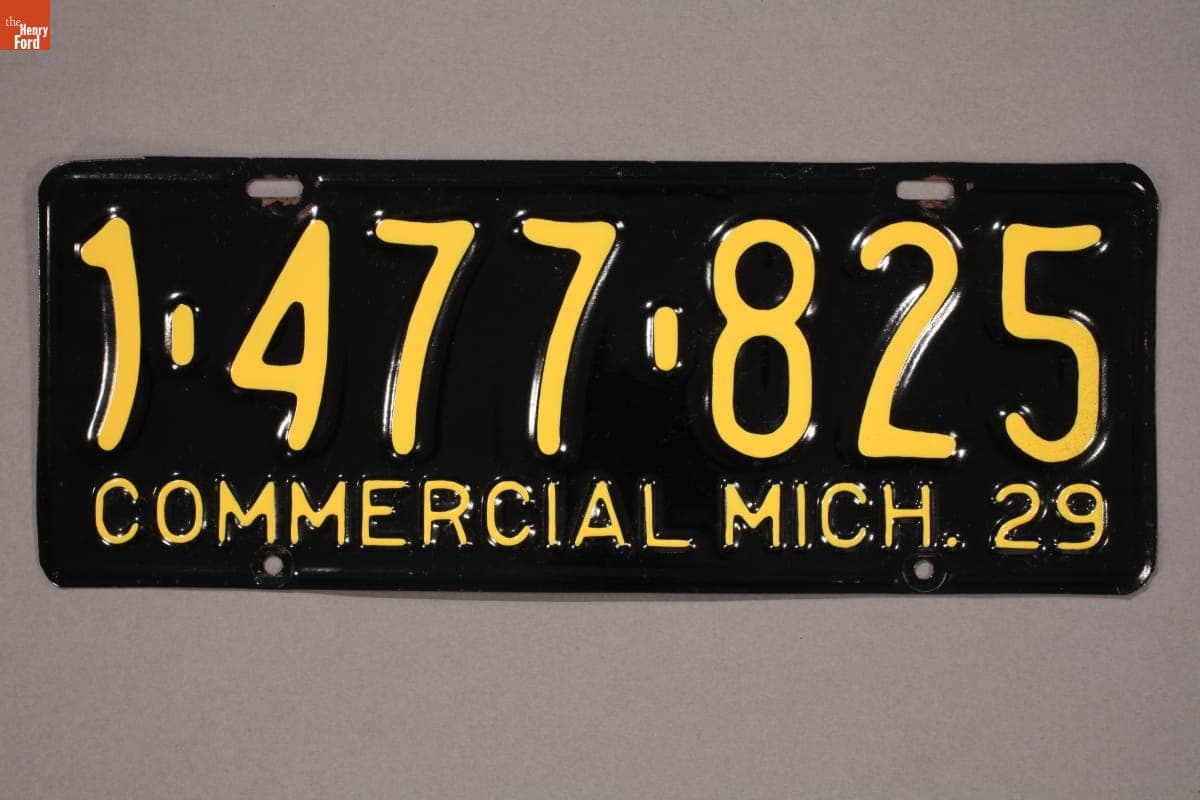 the
Henry
Ford
1·477·825
COMMERCIAL MICH. 29